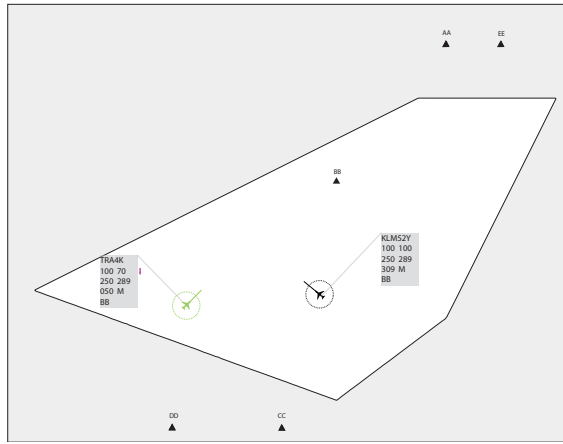 AA
EE
BB
KLM52Y
100 100
250 289
309 M
BB
TRA4K
100 70
250 289
050 M
BB
DD
CC